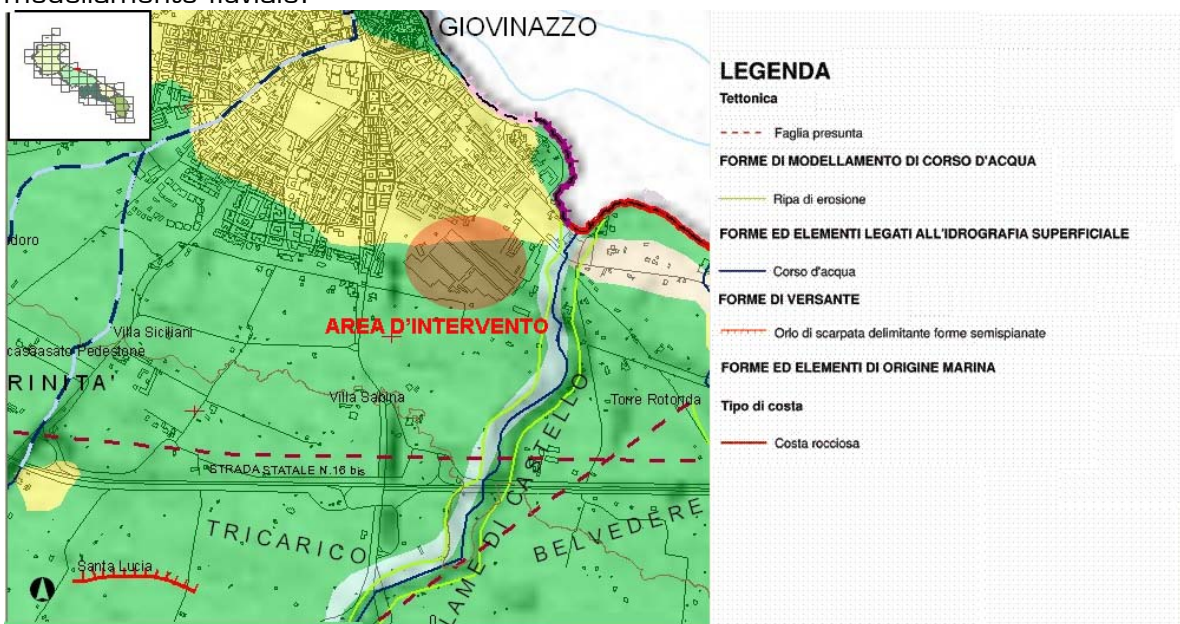 modellamento fluviale.
GIOVINAZZO
doro
AREA D'INTERVENTO
Villa Siciliani
Pedestone
RINITA'
Villa Sabina
Torre Rotonda
STRADA STATALE N.16 bis
TRICARICO
LAME DI CASTELLO
BELVEDERE
Santa Lucia
LEGENDA
Tettonica
Faglia presunta
FORME DI MODELLAMENTO DI CORSO D'ACQUA
Ripa di erosione
FORME ED ELEMENTI LEGATI ALL'IDROGRAFIA SUPERFICIALE
Corso d'acqua
FORME DI VERSANTE
Orlo di scarpata delimitante forme semispianate
FORME ED ELEMENTI DI ORIGINE MARINA
Tipo di costa
Costa rocciosa